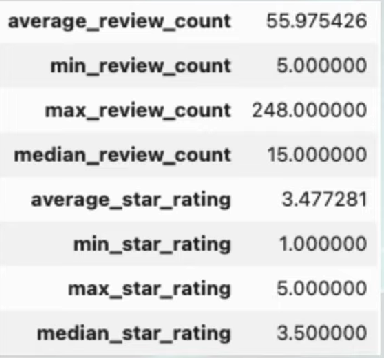 average_review_count 55.975426
min_review_count 5.000000
max_review_count 248.000000
median_review_count 15.000000
average_star_rating 3.477281
min_star_rating 1.000000
max_star_rating 5.000000
median_star_rating 3.500000